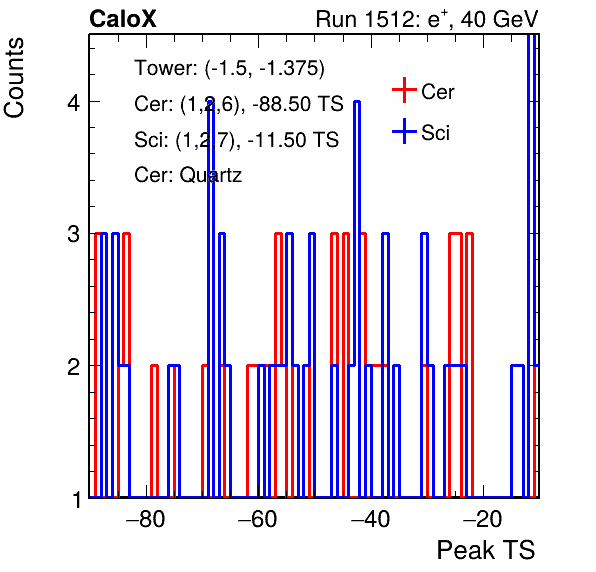 CaloX Run 1512: e⁺, 40 GeV
Counts
Tower: (-1.5, -1.375)
Cer: (1,2,6), -88.50 TS
Sci: (1,2,7), -11.50 TS
Cer: Quartz
Cer
Sci
4
3
2
1
−80 −60 −40 −20
Peak TS